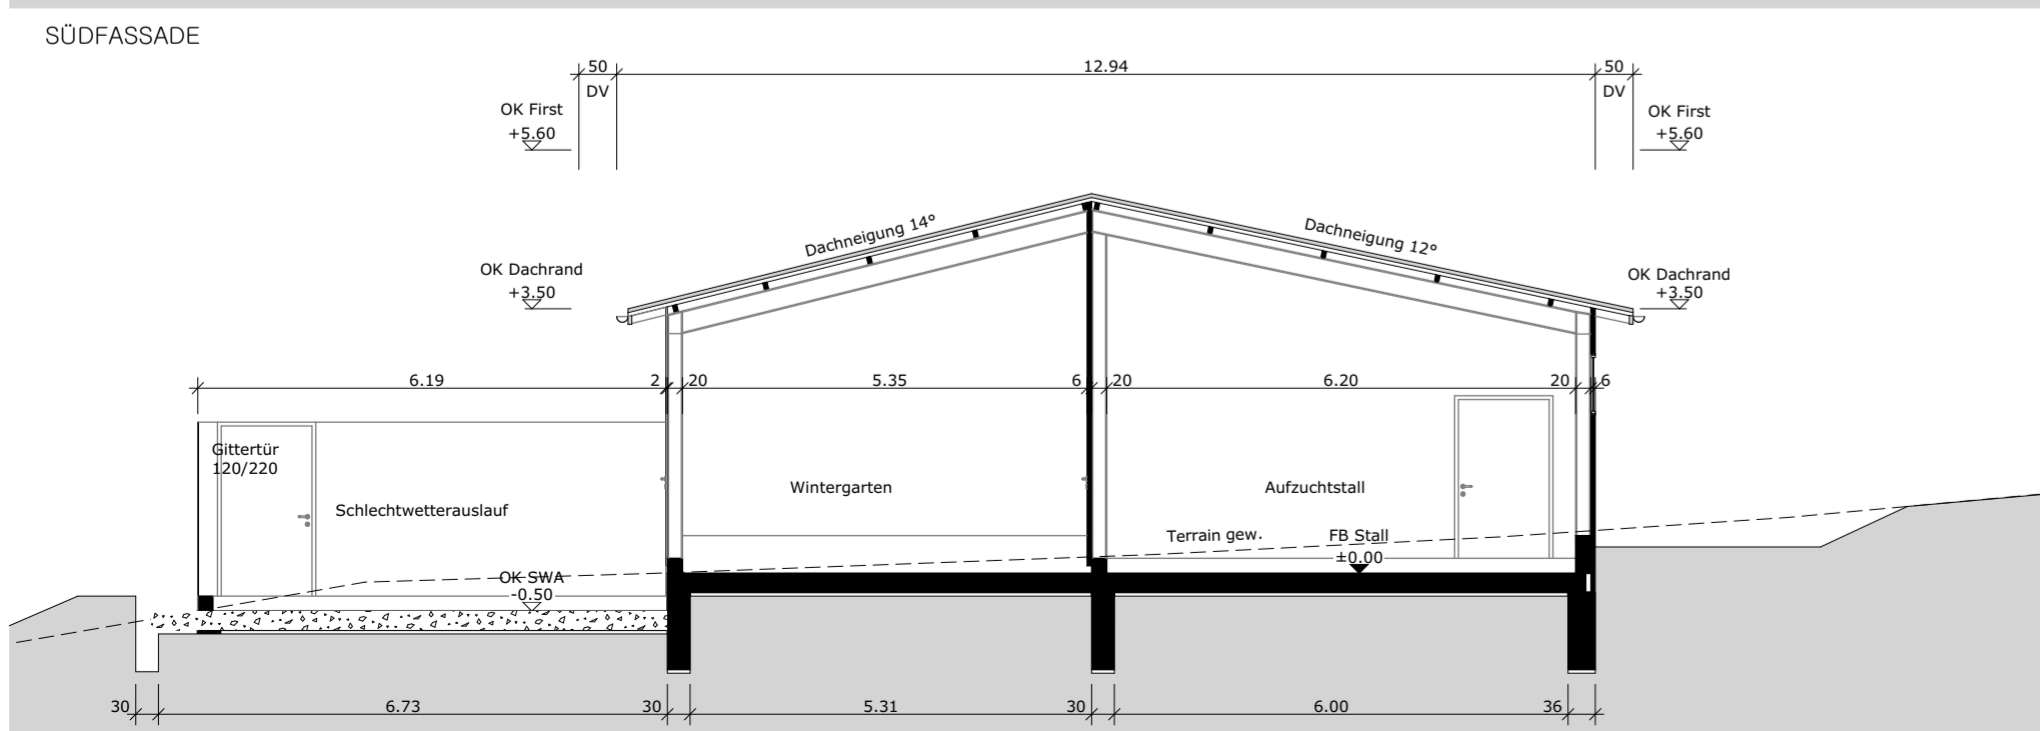 SÜDFASSADE
50 12.94 50
DV DV
OK First
+5.60
OK First
+5.60
Dachneigung 14°
Dachneigung 12°
OK Dachrand
+3.50
OK Dachrand
+3.50
6.19 2 20 5.35 6 20 6.20 20 6
Gittertür
120/220
Schlechtwetterauslauf
Wintergarten
Aufzuchtstall
Terrain gew.
FB Stall
±0.00
OK SWA
-0.50
30 6.73 30 5.31 30 6.00 36